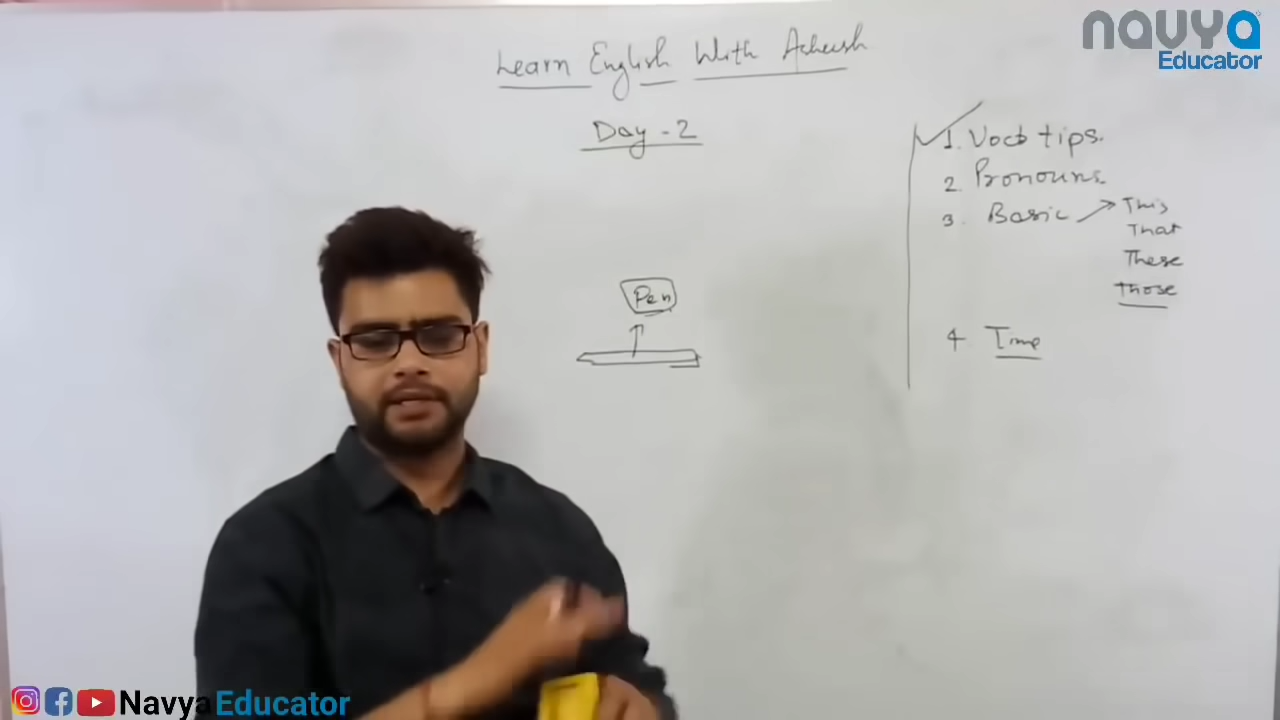 Learn English With Asheesh
Day - 2
navya
Educator
1. Vocb tips.
2. Pronouns.
3. Basic
This
That
These
Those
4 Time
Pen
Navya Educator